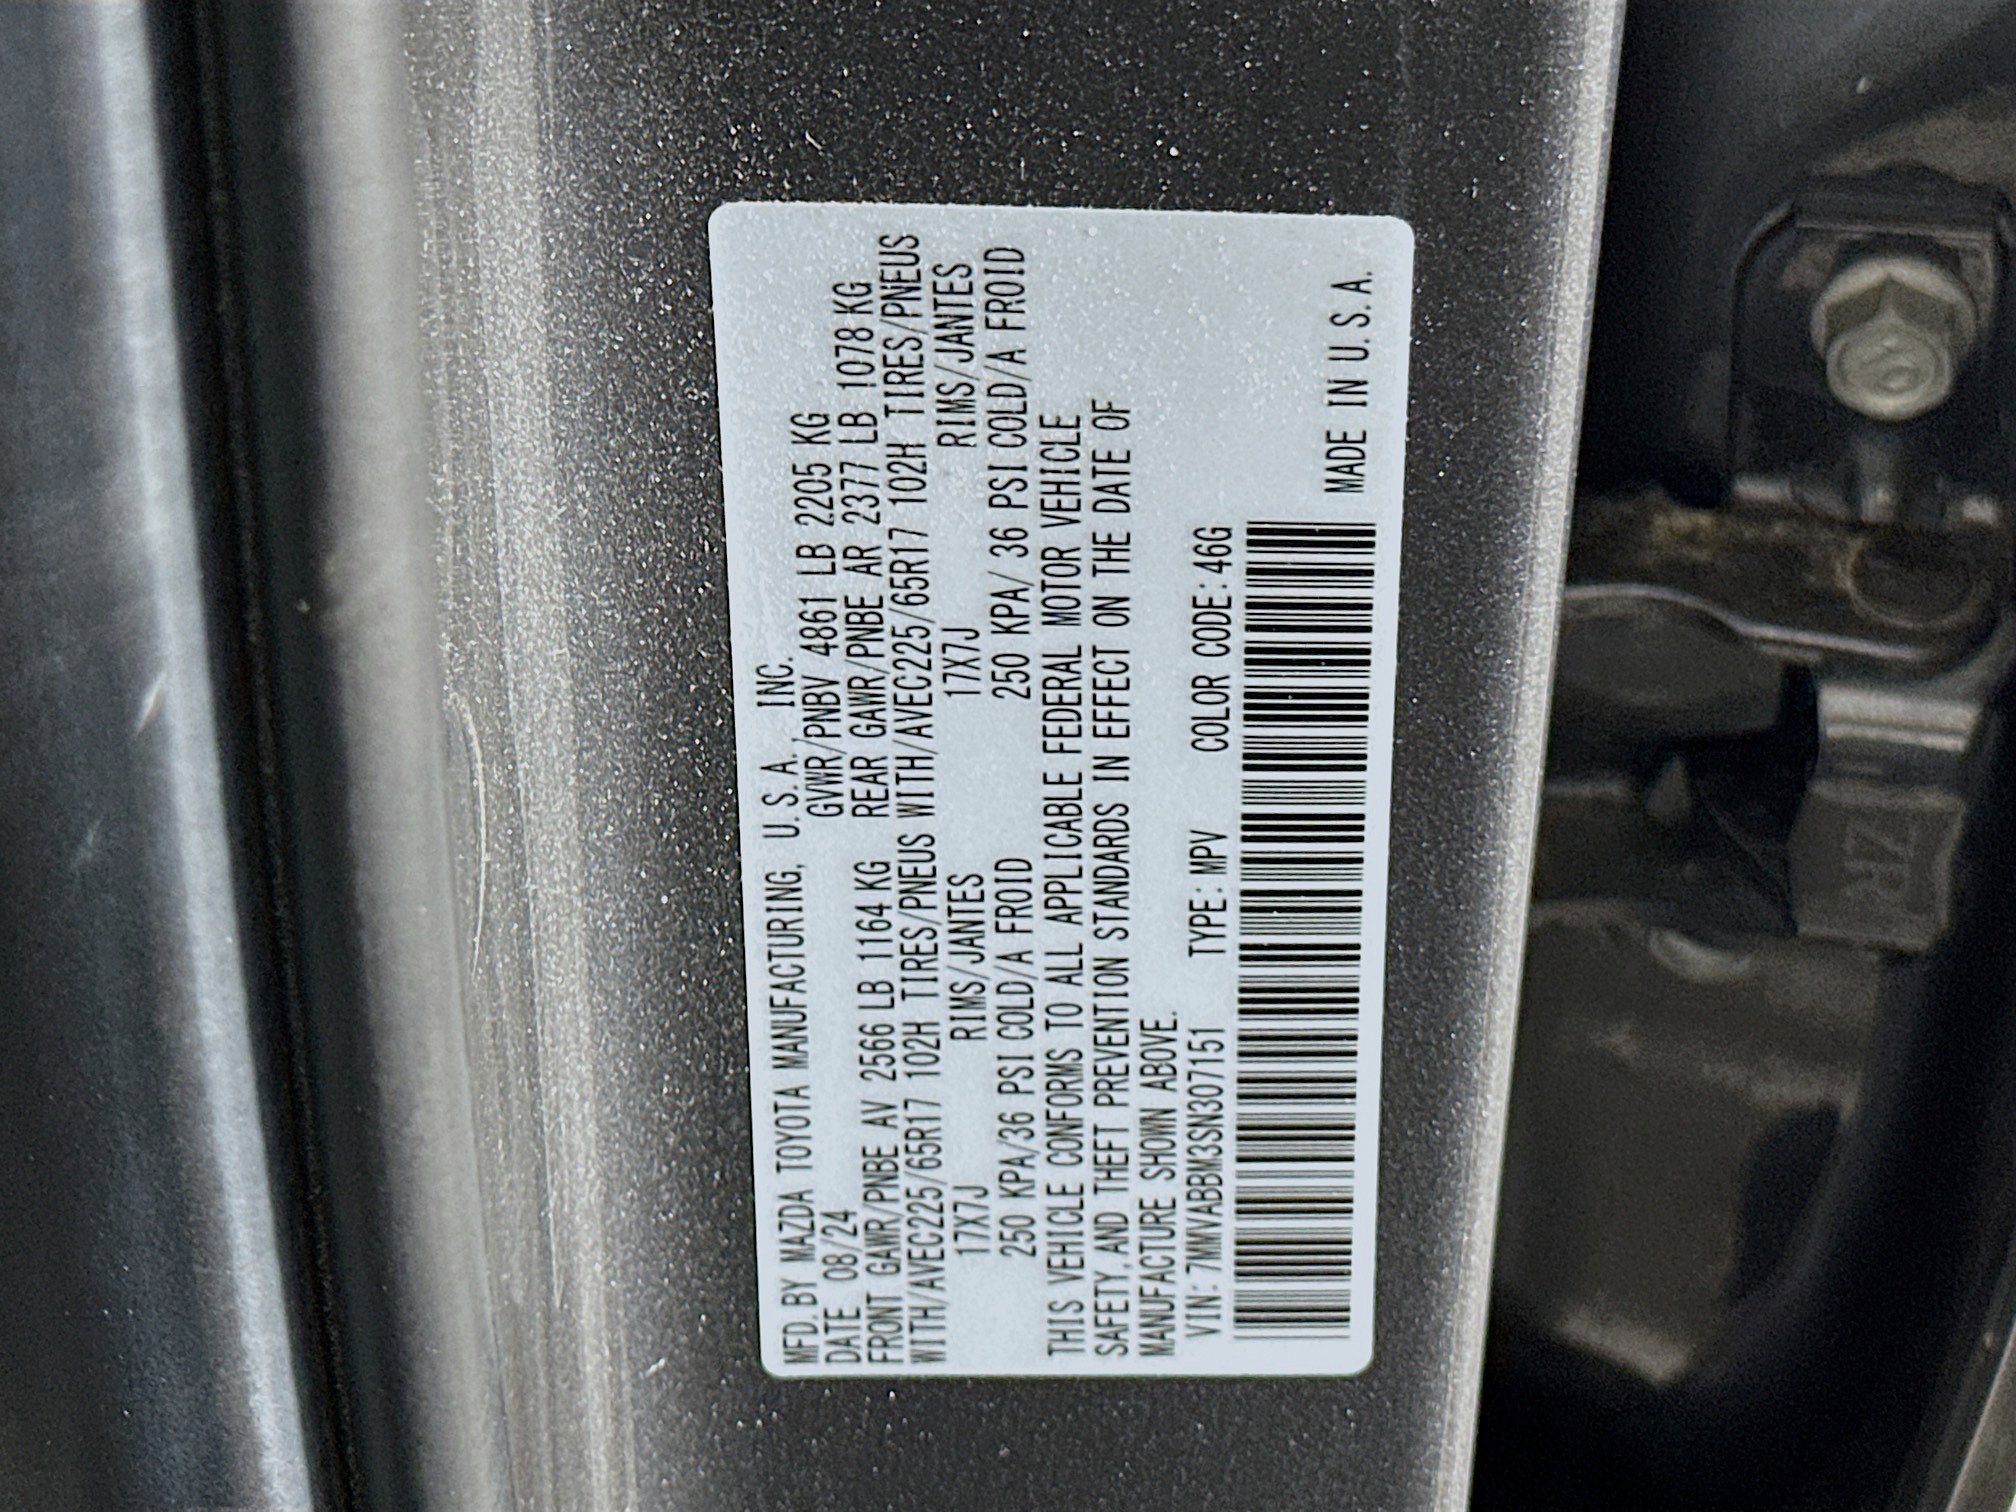 MFD. BY MAZDA TOYOTA MANUFACTURING, U.S.A., INC.
DATE 08/24 GVWR/PNBV 4861 LB 2205 KG
FRONT GAWR/PNBE AV 2566 LB 1164 KG REAR GAWR/PNBE AR 2377 LB 1078 KG
WITH/AVEC225/65R17 102H TIRES/PNEUS WITH/AVEC225/65R17 102H TIRES/PNEUS
17X7J RIMS/JANTES 17X7J RIMS/JANTES
250 KPA/36 PSI COLD/A FROID 250 KPA/ 36 PSI COLD/A FROID
THIS VEHICLE CONFORMS TO ALL APPLICABLE FEDERAL MOTOR VEHICLE
SAFETY, AND THEFT PREVENTION STANDARDS IN EFFECT ON THE DATE OF
MANUFACTURE SHOWN ABOVE.
VIN: 7MMVABBM3SN307151 TYPE: MPV COLOR CODE: 46G
MADE IN U.S.A.
ZR